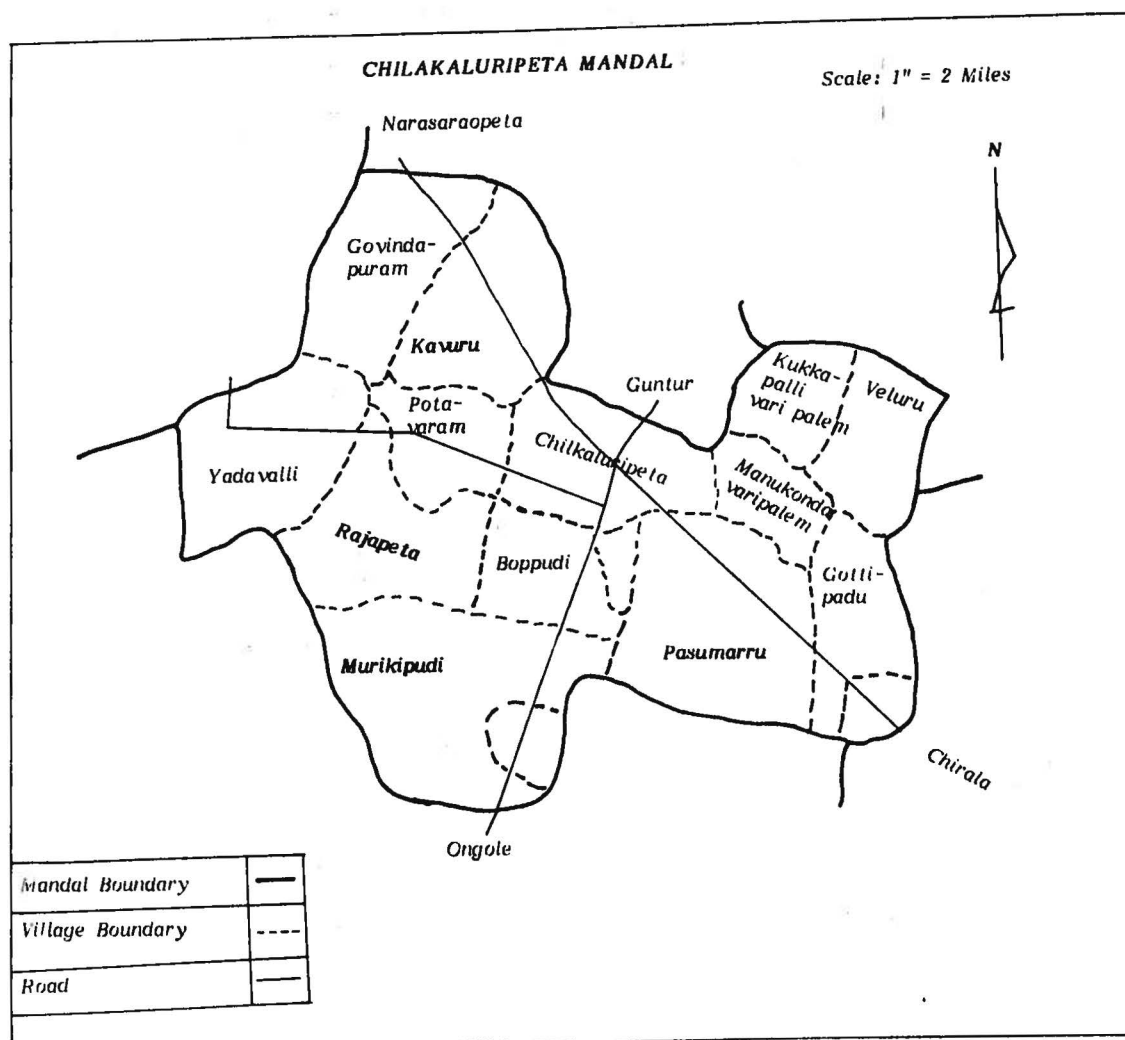 CHILAKALURIPETA MANDAL
Scale: 1" = 2 Miles
Narasaraopeta
N
Govinda-
puram
Kavuru
Guntur
Kukka-
palli
vari palem
Veluru
Pota-
varam
Chilkaluripeta
Yadavalli
Manukonda
varipalem
Rajapeta
Boppudi
Gotti-
padu
Murikipudi
Pasumarru
Chirala
Ongole
Mandal Boundary
Village Boundary
Road